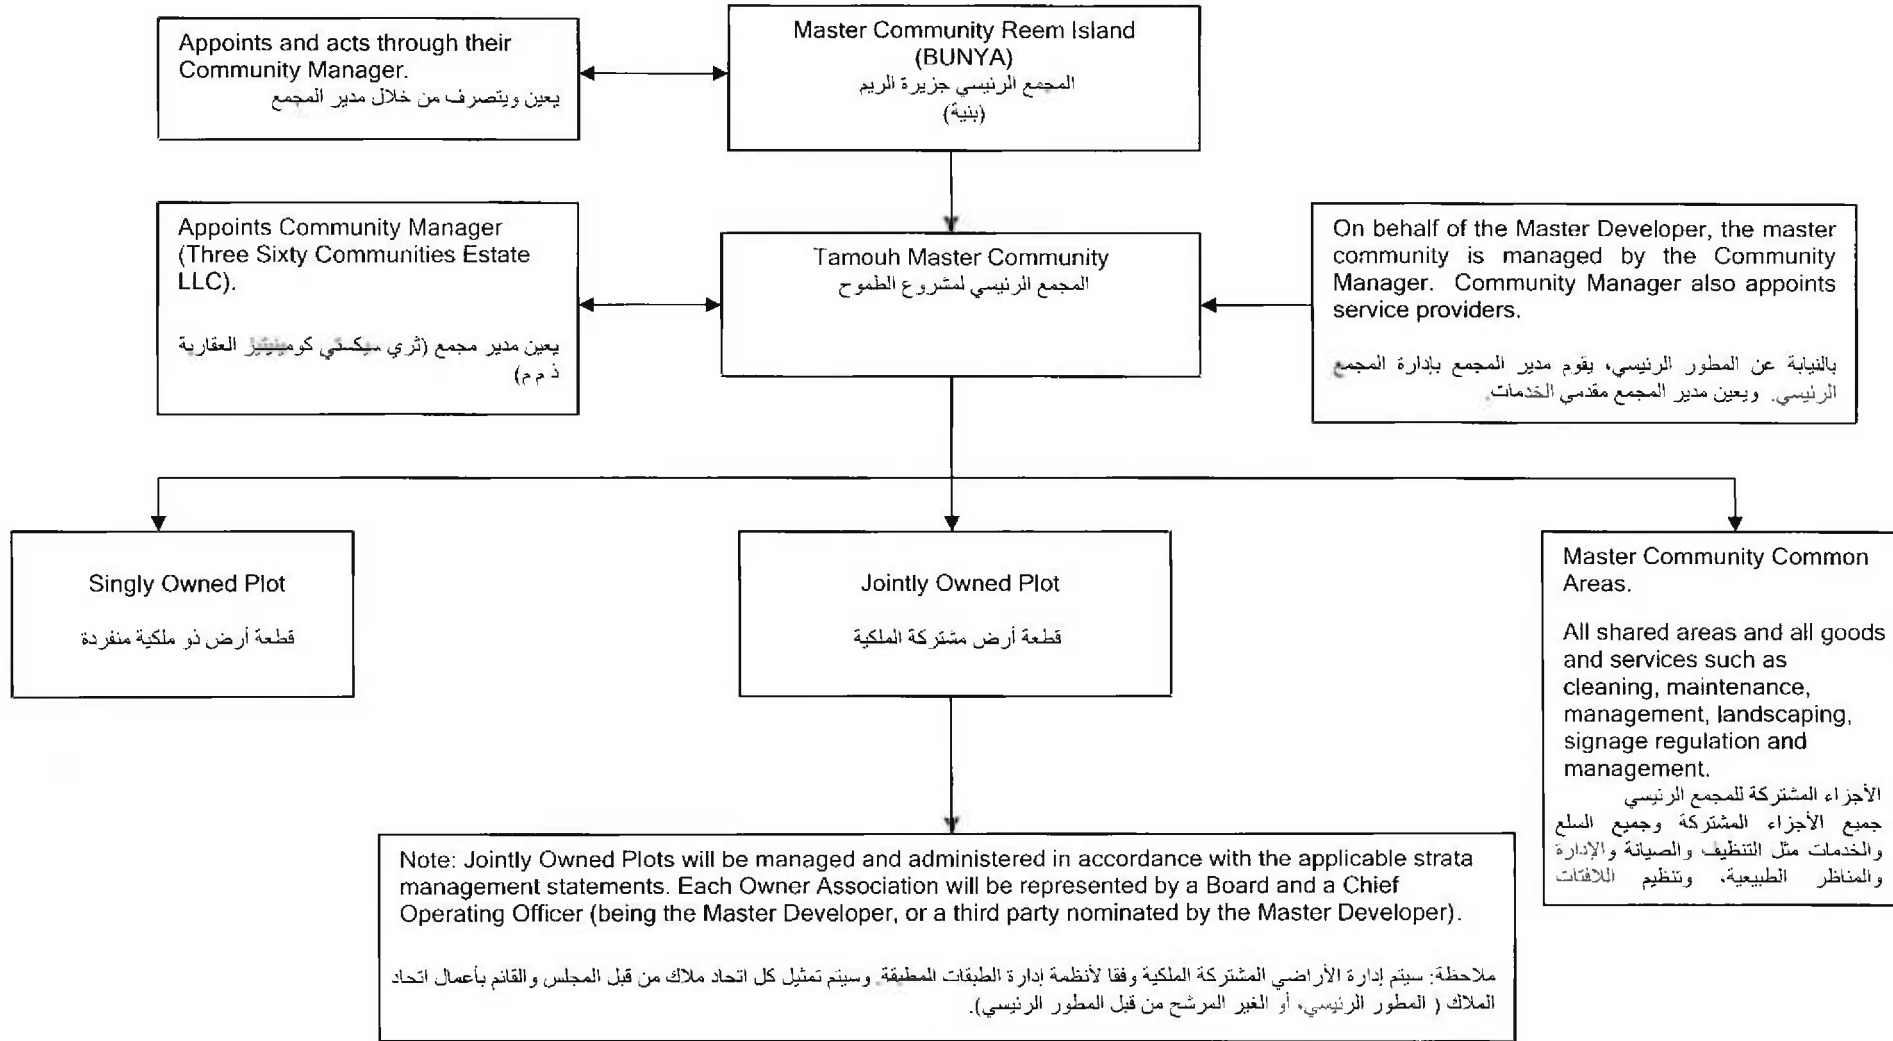 Appoints and acts through their
Community Manager.
يعين ويتصرف من خلال مدير المجمع
Master Community Reem Island
(BUNYA)
المجمع الرئيسي جزيرة الريم
(بنية)
Appoints Community Manager
(Three Sixty Communities Estate
LLC).
يعين مدير مجمع (ثري سيكستي كومينيتيز العقارية
ذ م م)
Tamouh Master Community
المجمع الرئيسي لمشروع الطموح
On behalf of the Master Developer, the master
community is managed by the Community
Manager. Community Manager also appoints
service providers.
بالنيابة عن المطور الرئيسي، يقوم مدير المجمع بإدارة المجمع
الرئيسي. ويعين مدير المجمع مقدمي الخدمات.
Singly Owned Plot
قطعة أرض ذو ملكية منفردة
Jointly Owned Plot
قطعة أرض مشتركة الملكية
Master Community Common
Areas.
All shared areas and all goods
and services such as
cleaning, maintenance,
management, landscaping,
signage regulation and
management.
الأجزاء المشتركة للمجمع الرئيسي
جميع الأجزاء المشتركة وجميع السلع
والخدمات مثل التنظيف والصيانة والإدارة
والمناظر الطبيعية، وتنظيم اللافتات
Note: Jointly Owned Plots will be managed and administered in accordance with the applicable strata
management statements. Each Owner Association will be represented by a Board and a Chief
Operating Officer (being the Master Developer, or a third party nominated by the Master Developer).
ملاحظة: سيتم إدارة الأراضي المشتركة الملكية وفقا لأنظمة إدارة الطبقات المطبقة. وسيتم تمثيل كل اتحاد ملاك من قبل المجلس والقائم بأعمال اتحاد
الملاك ( المطور الرئيسي، أو الغير المرشح من قبل المطور الرئيسي).